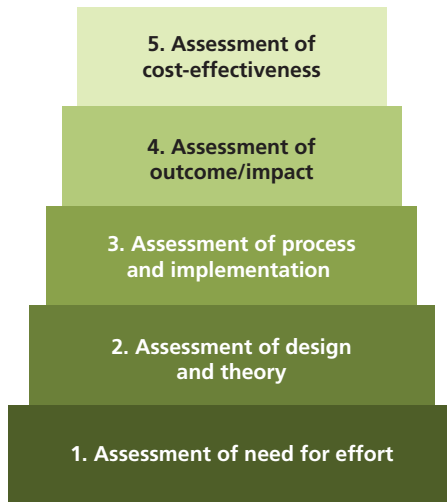 5. Assessment of
cost-effectiveness
4. Assessment of
outcome/impact
3. Assessment of process
and implementation
2. Assessment of design
and theory
1. Assessment of need for effort